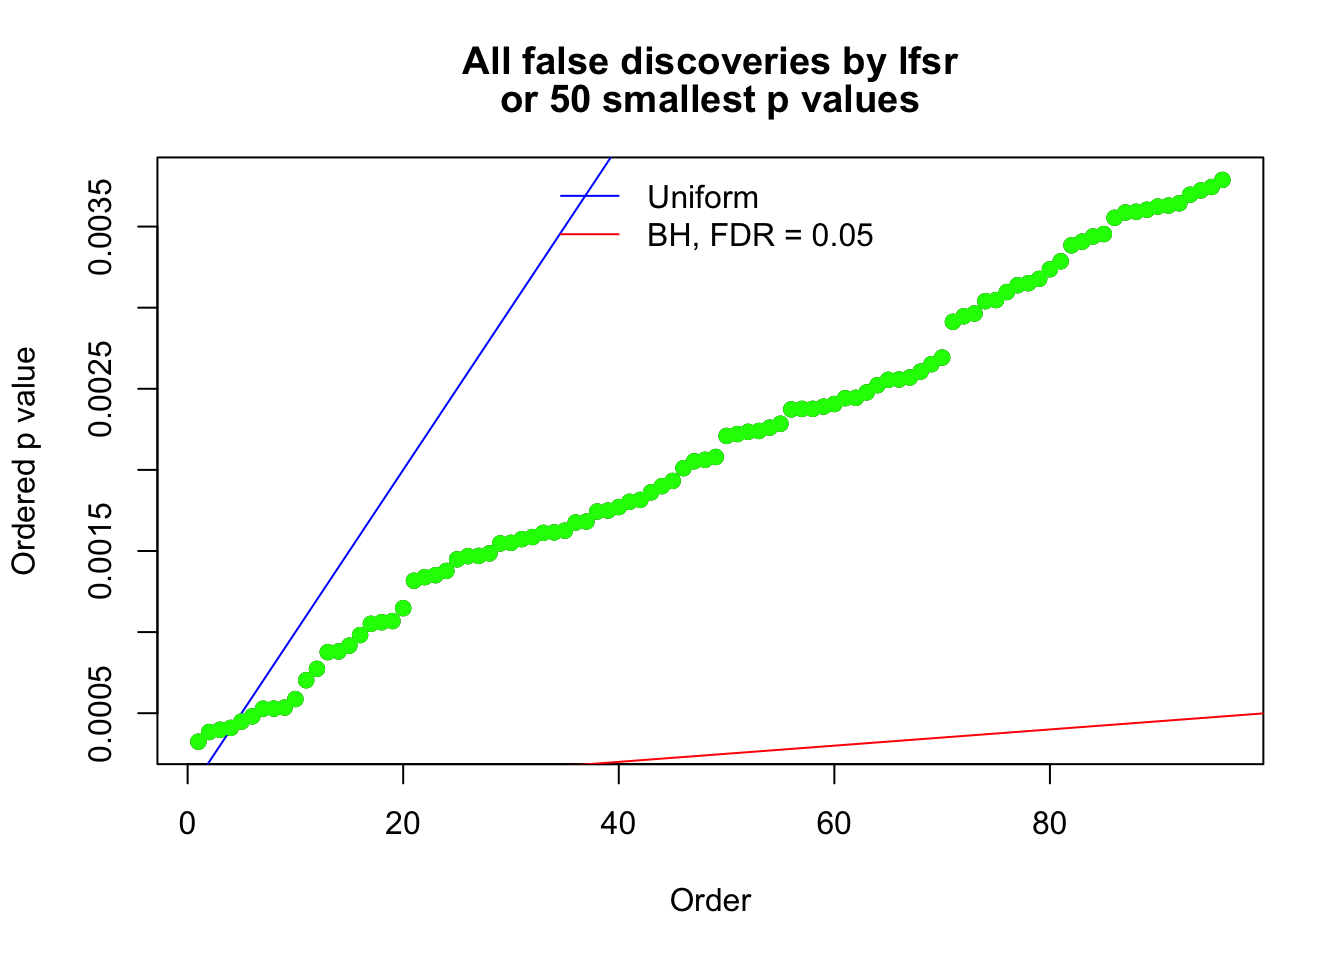 All false discoveries by lfsr
or 50 smallest p values
Uniform
BH, FDR = 0.05
Ordered p value
0.0035
0.0025
0.0015
0.0005
0 20 40 60 80
Order